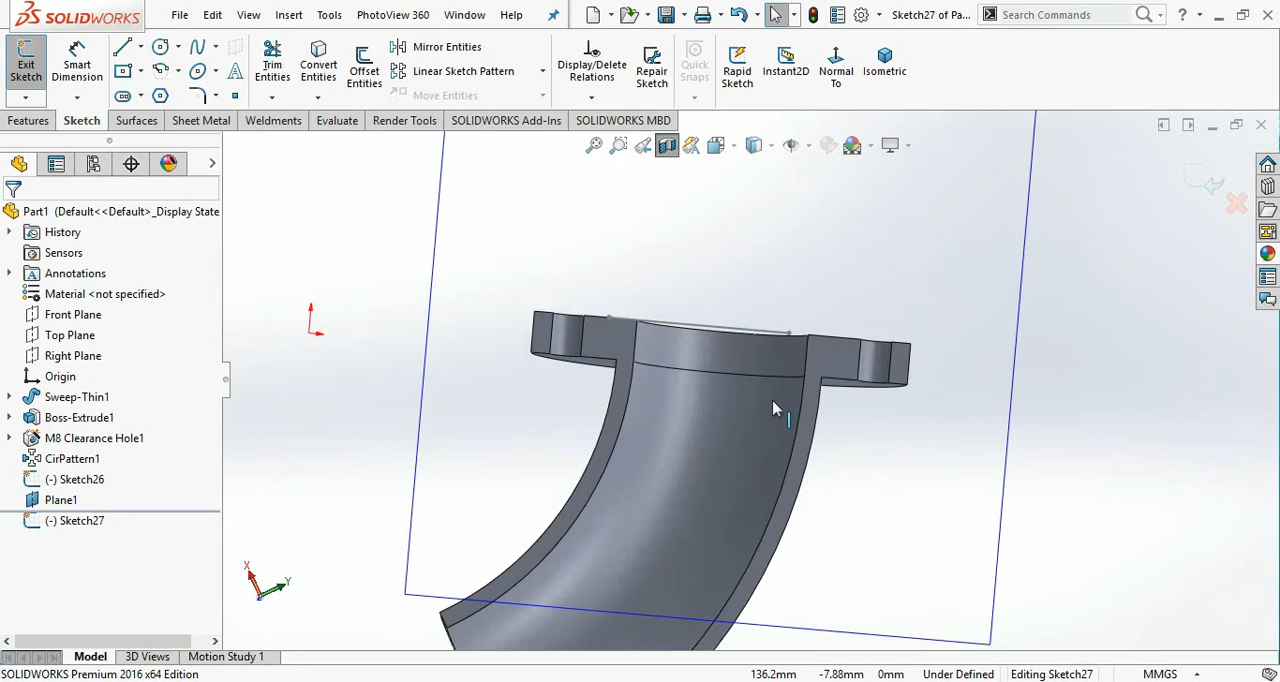 SOLIDWORKS File Edit View Insert Tools PhotoView 360 Window Help Sketch27 of Pa... Search Commands ?
Exit Sketch Smart Dimension Trim Entities Convert Entities Offset Entities Mirror Entities Linear Sketch Pattern Move Entities Display/Delete Relations Repair Sketch Quick Snaps Rapid Sketch Instant2D Normal To Isometric
Features Sketch Surfaces Sheet Metal Weldments Evaluate Render Tools SOLIDWORKS Add-Ins SOLIDWORKS MBD
Part1 (Default<<Default>_Display State
History
Sensors
Annotations
Material <not specified>
Front Plane
Top Plane
Right Plane
Origin
Sweep-Thin1
Boss-Extrude1
M8 Clearance Hole1
CirPattern1
(-) Sketch26
Plane1
(-) Sketch27
X Y
Model 3D Views Motion Study 1
SOLIDWORKS Premium 2016 x64 Edition 136.2mm -7.88mm 0mm Under Defined Editing Sketch27 MMGS